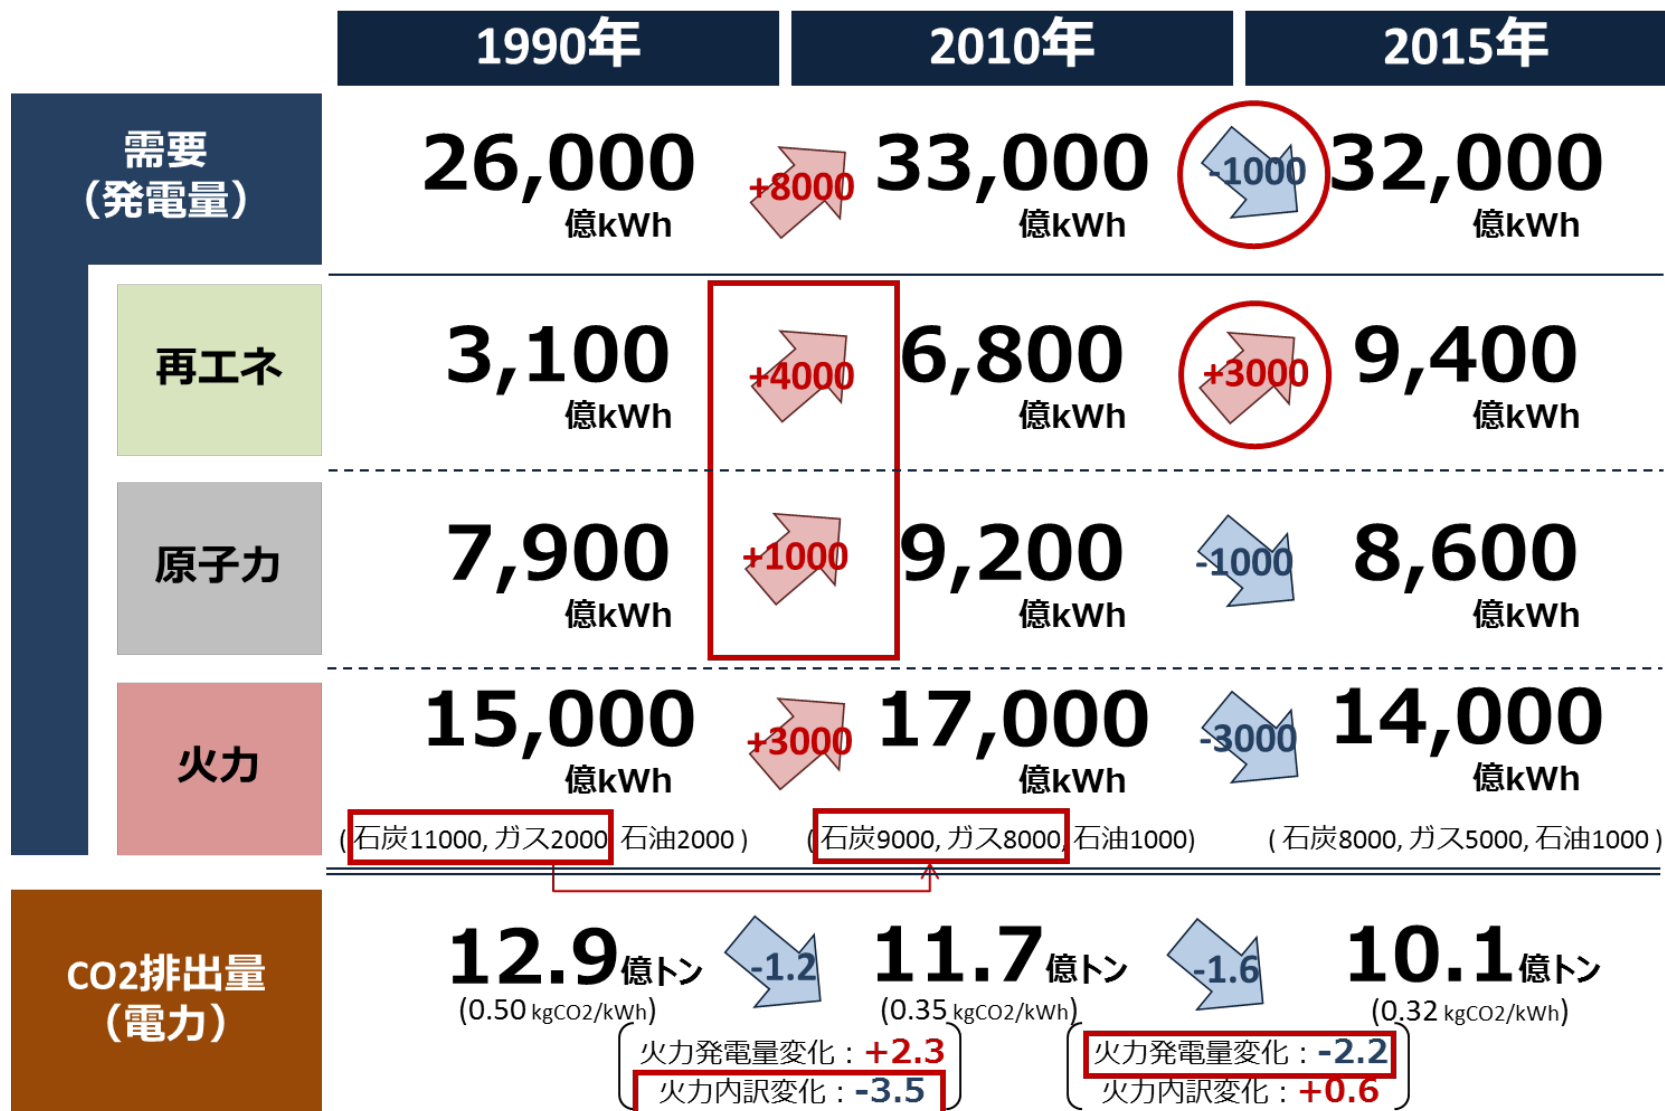 1990年 2010年 2015年
需要
（発電量）
26,000 +8000 33,000 -1000 32,000
億kWh 億kWh 億kWh
再エネ
3,100 +4000 6,800 +3000 9,400
億kWh 億kWh 億kWh
原子力
7,900 +1000 9,200 -1000 8,600
億kWh 億kWh 億kWh
火力
15,000 +3000 17,000 -3000 14,000
億kWh 億kWh 億kWh
( 石炭11000, ガス2000, 石油2000 ) ( 石炭9000, ガス8000, 石油1000) ( 石炭8000, ガス5000, 石油1000 )
CO2排出量
（電力）
12.9億トン -1.2 11.7億トン -1.6 10.1億トン
(0.50 kgCO2/kWh) (0.35 kgCO2/kWh) (0.32 kgCO2/kWh)
火力発電量変化：+2.3 火力発電量変化：-2.2
火力内訳変化：-3.5 火力内訳変化：+0.6